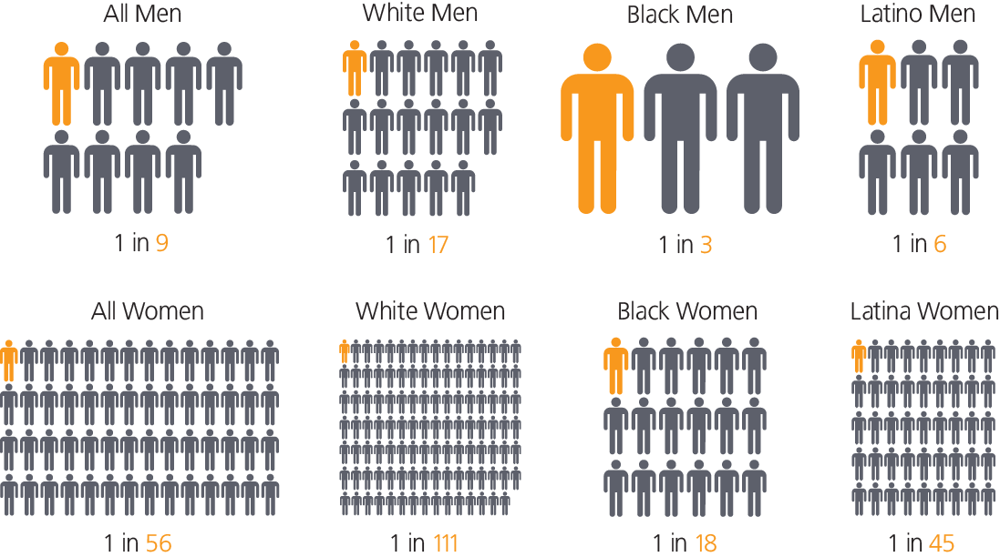 All Men
White Men
Black Men
Latino Men
1 in 9
1 in 17
1 in 3
1 in 6
All Women
White Women
Black Women
Latina Women
1 in 56
1 in 111
1 in 18
1 in 45